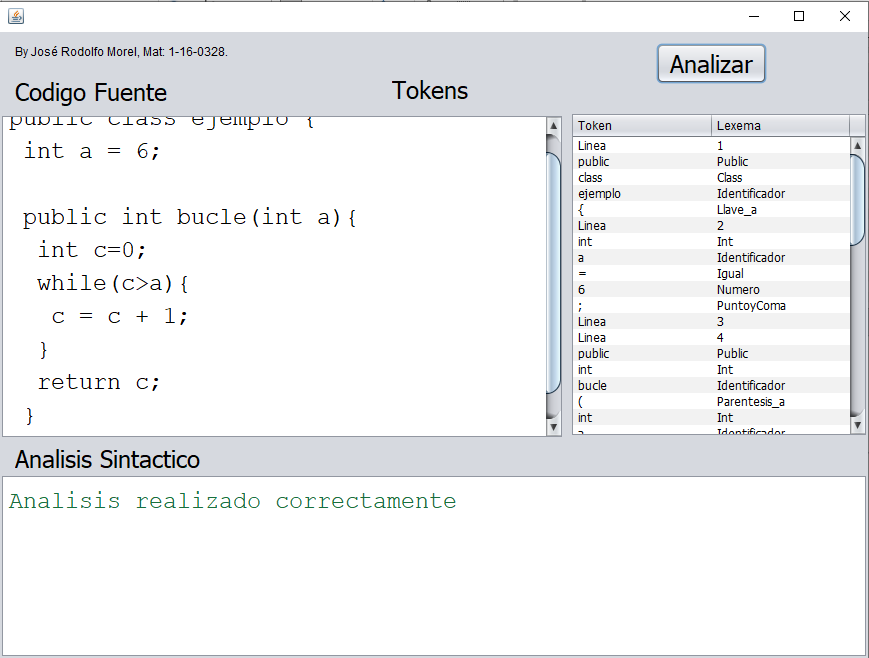 By José Rodolfo Morel, Mat: 1-16-0328.
Analizar
Codigo Fuente
Tokens
public class ejemplo {
int a = 6;
public int bucle(int a){
int c=0;
while(c>a){
c = c + 1;
}
return c;
}
Token Lexema
Linea 1
public Public
class Class
ejemplo Identificador
{ Llave_a
Linea 2
int Int
a Identificador
= Igual
6 Numero
; PuntoyComa
Linea 3
Linea 4
public Public
int Int
bucle Identificador
( Parentesis_a
int Int
a Identificador
Analisis Sintactico
Analisis realizado correctamente